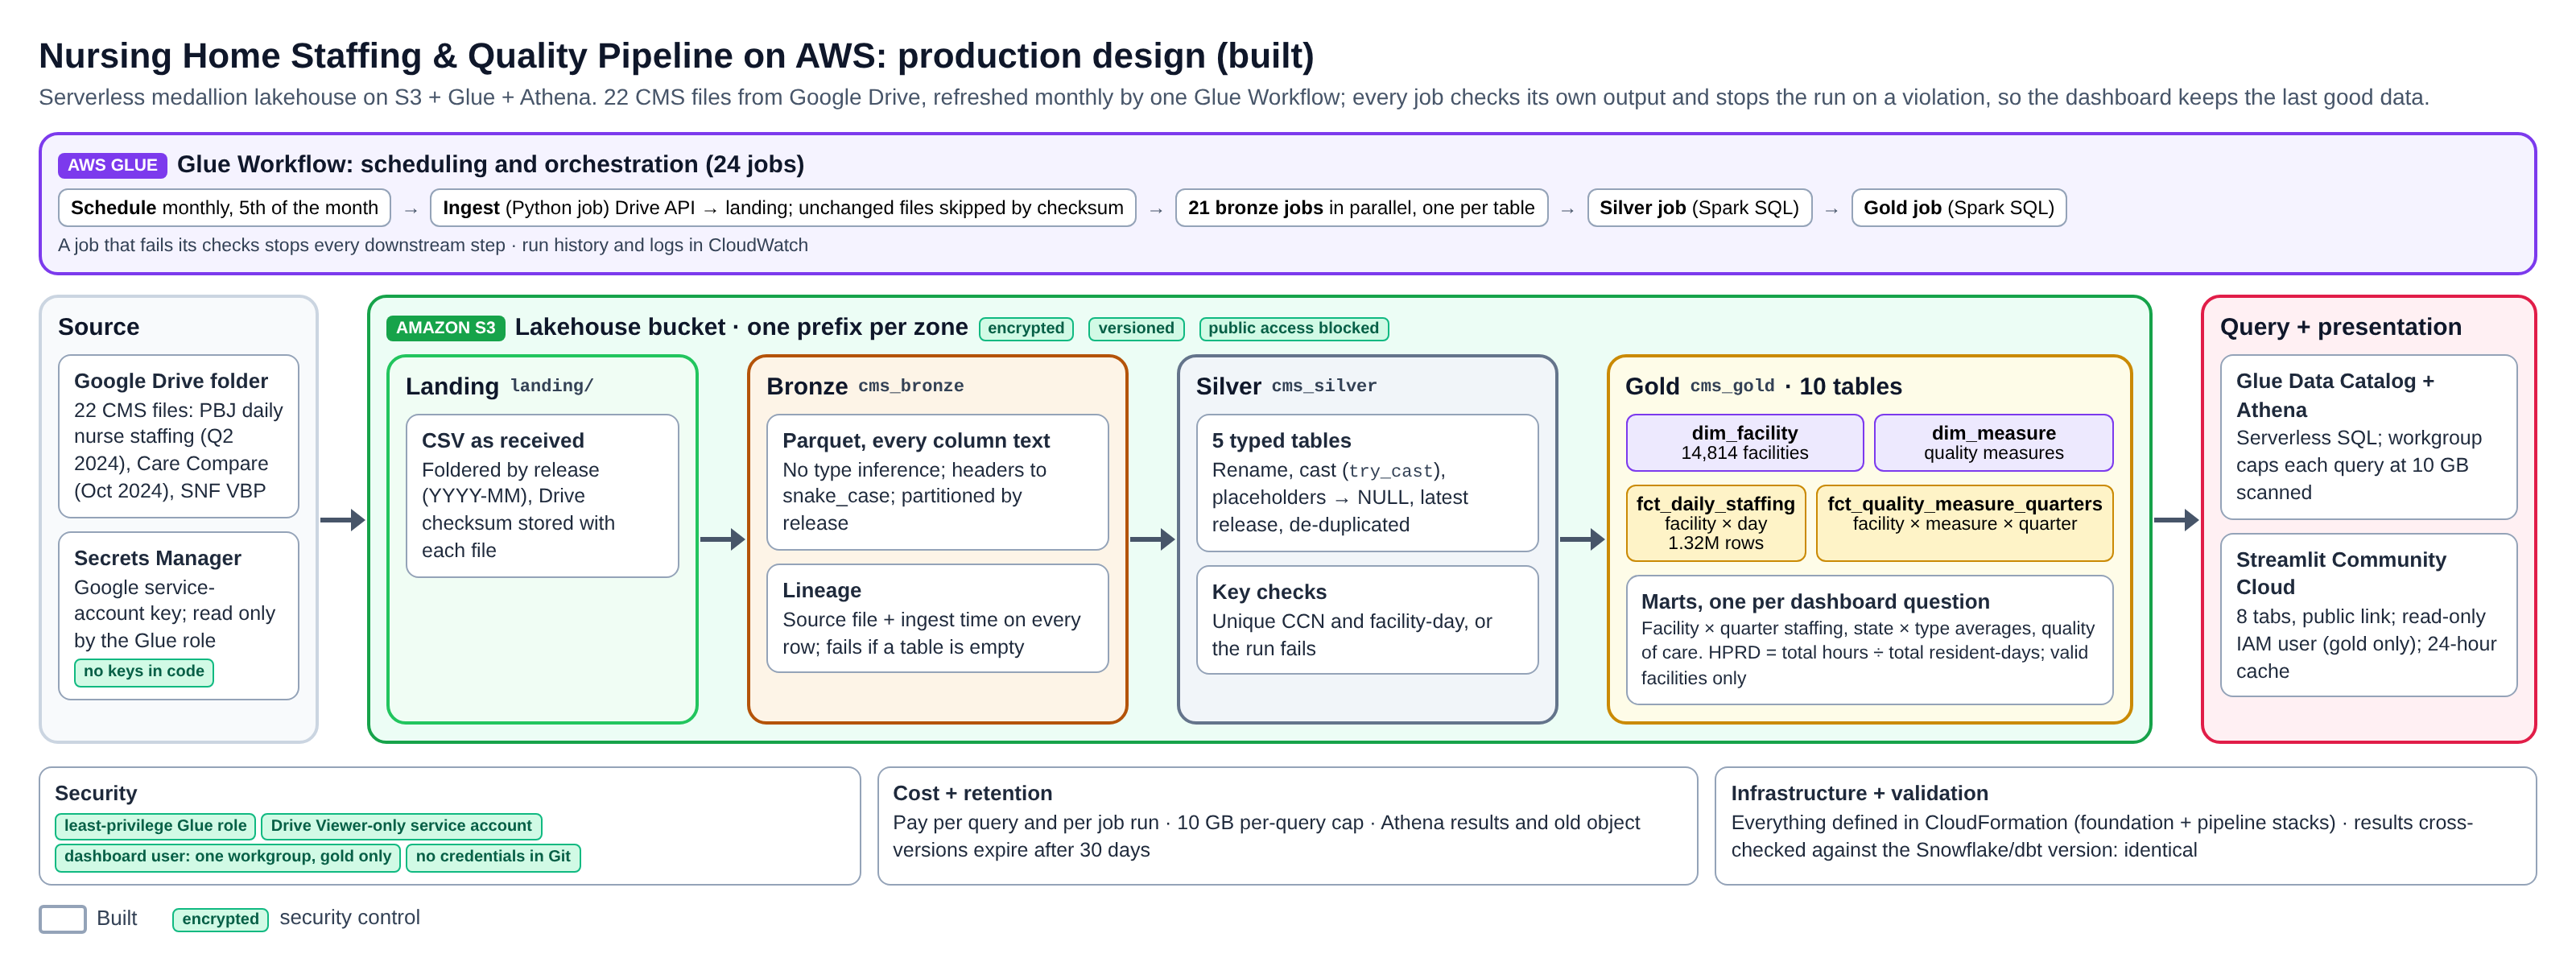 Nursing Home Staffing & Quality Pipeline on AWS: production design (built)
Serverless medallion lakehouse on S3 + Glue + Athena. 22 CMS files from Google Drive, refreshed monthly by one Glue Workflow; every job checks its own output and stops the run on a violation, so the dashboard keeps the last good data.
AWS GLUE Glue Workflow: scheduling and orchestration (24 jobs)
Schedule monthly, 5th of the month → Ingest (Python job) Drive API → landing; unchanged files skipped by checksum → 21 bronze jobs in parallel, one per table → Silver job (Spark SQL) → Gold job (Spark SQL)
A job that fails its checks stops every downstream step · run history and logs in CloudWatch
Source
Google Drive folder
22 CMS files: PBJ daily
nurse staffing (Q2
2024), Care Compare
(Oct 2024), SNF VBP
Secrets Manager
Google service-
account key; read only
by the Glue role
no keys in code
AMAZON S3 Lakehouse bucket · one prefix per zone encrypted versioned public access blocked
Landing landing/
CSV as received
Foldered by release
(YYYY-MM), Drive
checksum stored with
each file
Bronze cms_bronze
Parquet, every column text
No type inference; headers to
snake_case; partitioned by
release
Lineage
Source file + ingest time on every
row; fails if a table is empty
Silver cms_silver
5 typed tables
Rename, cast (try_cast),
placeholders → NULL, latest
release, de-duplicated
Key checks
Unique CCN and facility-day, or
the run fails
Gold cms_gold · 10 tables
dim_facility
14,814 facilities
dim_measure
quality measures
fct_daily_staffing
facility × day
1.32M rows
fct_quality_measure_quarters
facility × measure × quarter
Marts, one per dashboard question
Facility × quarter staffing, state × type averages, quality
of care. HPRD = total hours ÷ total resident-days; valid
facilities only
Query + presentation
Glue Data Catalog +
Athena
Serverless SQL; workgroup
caps each query at 10 GB
scanned
Streamlit Community
Cloud
8 tabs, public link; read-only
IAM user (gold only); 24-hour
cache
Security
least-privilege Glue role Drive Viewer-only service account
dashboard user: one workgroup, gold only no credentials in Git
Cost + retention
Pay per query and per job run · 10 GB per-query cap · Athena results and old object
versions expire after 30 days
Infrastructure + validation
Everything defined in CloudFormation (foundation + pipeline stacks) · results cross-
checked against the Snowflake/dbt version: identical
Built encrypted security control